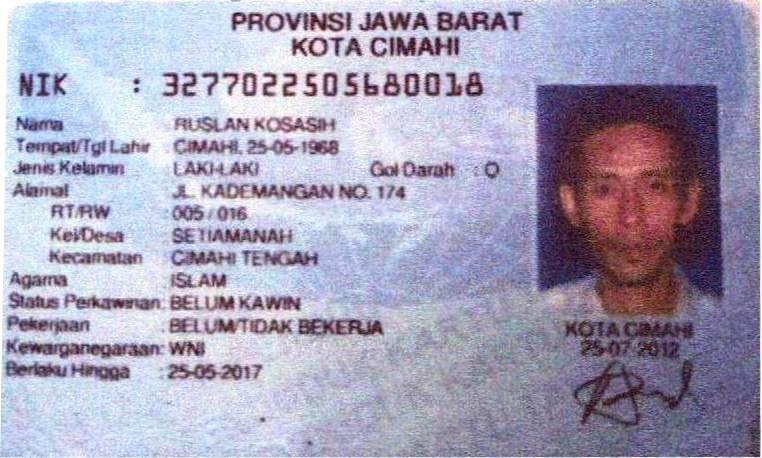 PROVINSI JAWA BARAT
KOTA CIMAHI
NIK : 3277022505680018
Nama : RUSLAN KOSASIH
Tempat/Tgl Lahir : CIMAHI, 25-05-1968
Jenis Kelamin : LAKI-LAKI Gol Darah : O
Alamat : JL. KADEMANGAN NO. 174
RT/RW : 005 / 016
Kel/Desa : SETIAMANAH
Kecamatan : CIMAHI TENGAH
Agama : ISLAM
Status Perkawinan: BELUM KAWIN
Pekerjaan : BELUM/TIDAK BEKERJA
Kewarganegaraan: WNI
Berlaku Hingga : 25-05-2017
KOTA CIMAHI
25-07-2012